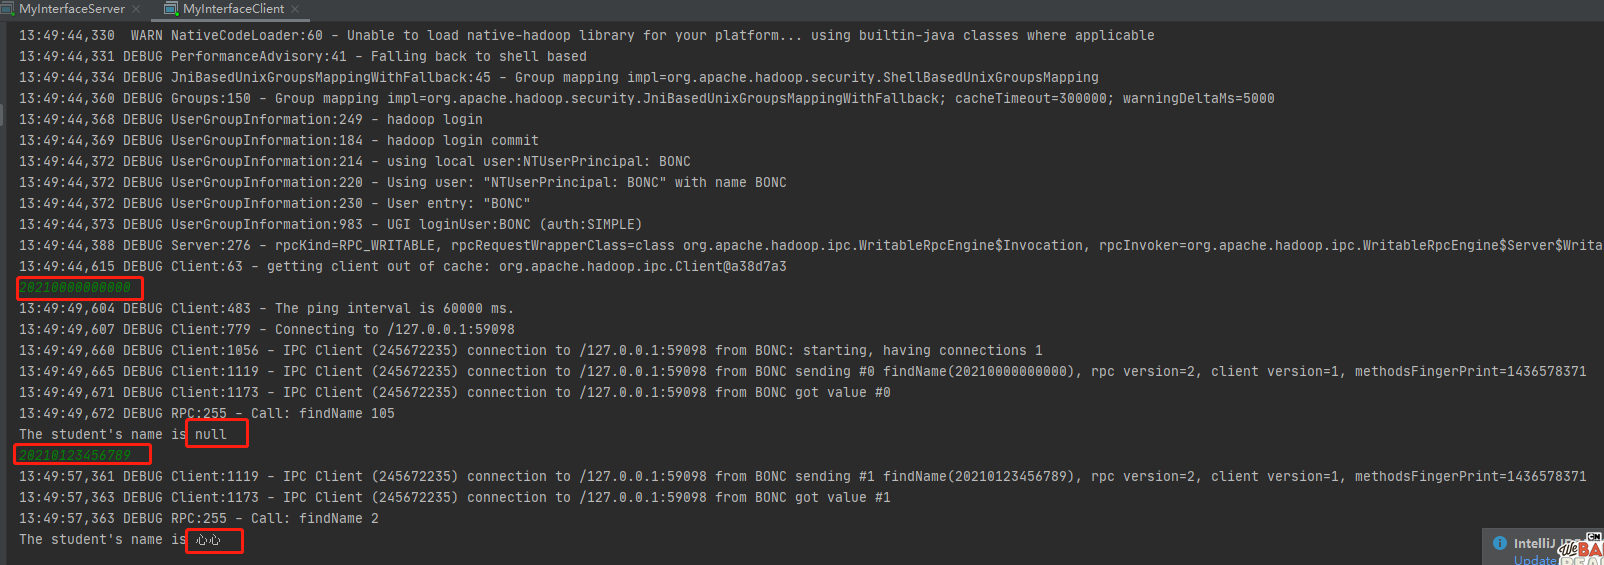 MyInterfaceServer × MyInterfaceClient ×
13:49:44,330  WARN NativeCodeLoader:60 - Unable to load native-hadoop library for your platform... using builtin-java classes where applicable
13:49:44,331 DEBUG PerformanceAdvisory:41 - Falling back to shell based
13:49:44,334 DEBUG JniBasedUnixGroupsMappingWithFallback:45 - Group mapping impl=org.apache.hadoop.security.ShellBasedUnixGroupsMapping
13:49:44,360 DEBUG Groups:150 - Group mapping impl=org.apache.hadoop.security.JniBasedUnixGroupsMappingWithFallback; cacheTimeout=300000; warningDeltaMs=5000
13:49:44,368 DEBUG UserGroupInformation:249 - hadoop login
13:49:44,369 DEBUG UserGroupInformation:184 - hadoop login commit
13:49:44,372 DEBUG UserGroupInformation:214 - using local user:NTUserPrincipal: BONC
13:49:44,372 DEBUG UserGroupInformation:220 - Using user: "NTUserPrincipal: BONC" with name BONC
13:49:44,372 DEBUG UserGroupInformation:230 - User entry: "BONC"
13:49:44,373 DEBUG UserGroupInformation:983 - UGI loginUser:BONC (auth:SIMPLE)
13:49:44,388 DEBUG Server:276 - rpcKind=RPC_WRITABLE, rpcRequestWrapperClass=class org.apache.hadoop.ipc.WritableRpcEngine$Invocation, rpcInvoker=org.apache.hadoop.ipc.WritableRpcEngine$Server$Writa
13:49:44,615 DEBUG Client:63 - getting client out of cache: org.apache.hadoop.ipc.Client@a38d7a3
20210000000000
13:49:49,604 DEBUG Client:483 - The ping interval is 60000 ms.
13:49:49,607 DEBUG Client:779 - Connecting to /127.0.0.1:59098
13:49:49,660 DEBUG Client:1056 - IPC Client (245672235) connection to /127.0.0.1:59098 from BONC: starting, having connections 1
13:49:49,665 DEBUG Client:1119 - IPC Client (245672235) connection to /127.0.0.1:59098 from BONC sending #0 findName(20210000000000), rpc version=2, client version=1, methodsFingerPrint=1436578371
13:49:49,671 DEBUG Client:1173 - IPC Client (245672235) connection to /127.0.0.1:59098 from BONC got value #0
13:49:49,672 DEBUG RPC:255 - Call: findName 105
The student's name is null
20210123456789
13:49:57,361 DEBUG Client:1119 - IPC Client (245672235) connection to /127.0.0.1:59098 from BONC sending #1 findName(20210123456789), rpc version=2, client version=1, methodsFingerPrint=1436578371
13:49:57,363 DEBUG Client:1173 - IPC Client (245672235) connection to /127.0.0.1:59098 from BONC got value #1
13:49:57,363 DEBUG RPC:255 - Call: findName 2
The student's name is 心心
IntelliJ
Update
CN
We BA